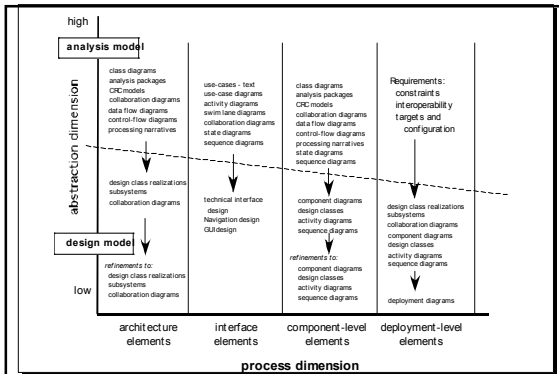 high
analysis model
class diagrams
analysis packages
CRC models
collaboration diagrams
data flow diagrams
control-flow diagrams
processing narratives
use-cases - text
use-case diagrams
activity diagrams
swim lane diagrams
collaboration diagrams
state diagrams
sequence diagrams
class diagrams
analysis packages
CRC models
collaboration diagrams
data flow diagrams
control-flow diagrams
processing narratives
state diagrams
sequence diagrams
Requirements:
constraints
interoperability
targets and
configuration
abstraction dimension
design class realizations
subsystems
collaboration diagrams
technical interface
design
Navigation design
GUI design
component diagrams
design classes
activity diagrams
sequence diagrams
design class realizations
subsystems
collaboration diagrams
component diagrams
design classes
activity diagrams
sequence diagrams
design model
refinements to:
design class realizations
subsystems
collaboration diagrams
refinements to:
component diagrams
design classes
activity diagrams
sequence diagrams
deployment diagrams
low
architecture
elements
interface
elements
component-level
elements
deployment-level
elements
process dimension